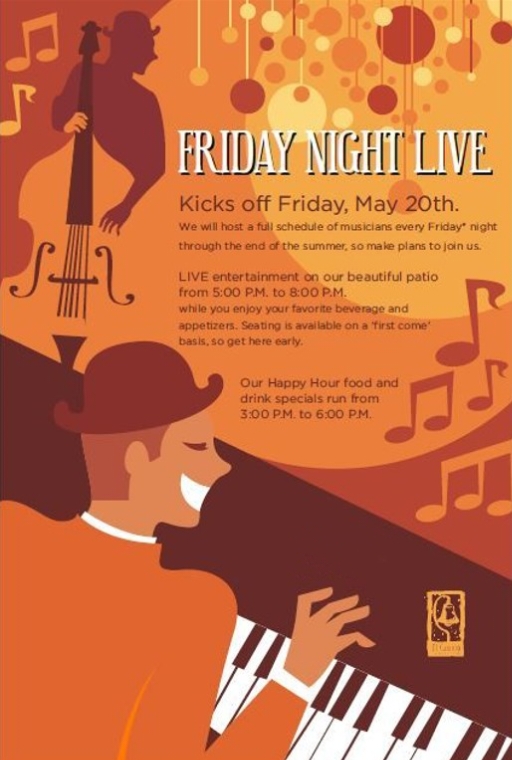 FRIDAY NIGHT LIVE
Kicks off Friday, May 20th.
We will host a full schedule of musicians every Friday* night
through the end of the summer, so make plans to join us.
LIVE entertainment on our beautiful patio
from 5:00 P.M. to 8:00 P.M.
while you enjoy your favorite beverage and
appetizers. Seating is available on a 'first come'
basis, so get here early.
Our Happy Hour food and
drink specials run from
3:00 P.M. to 6:00 P.M.